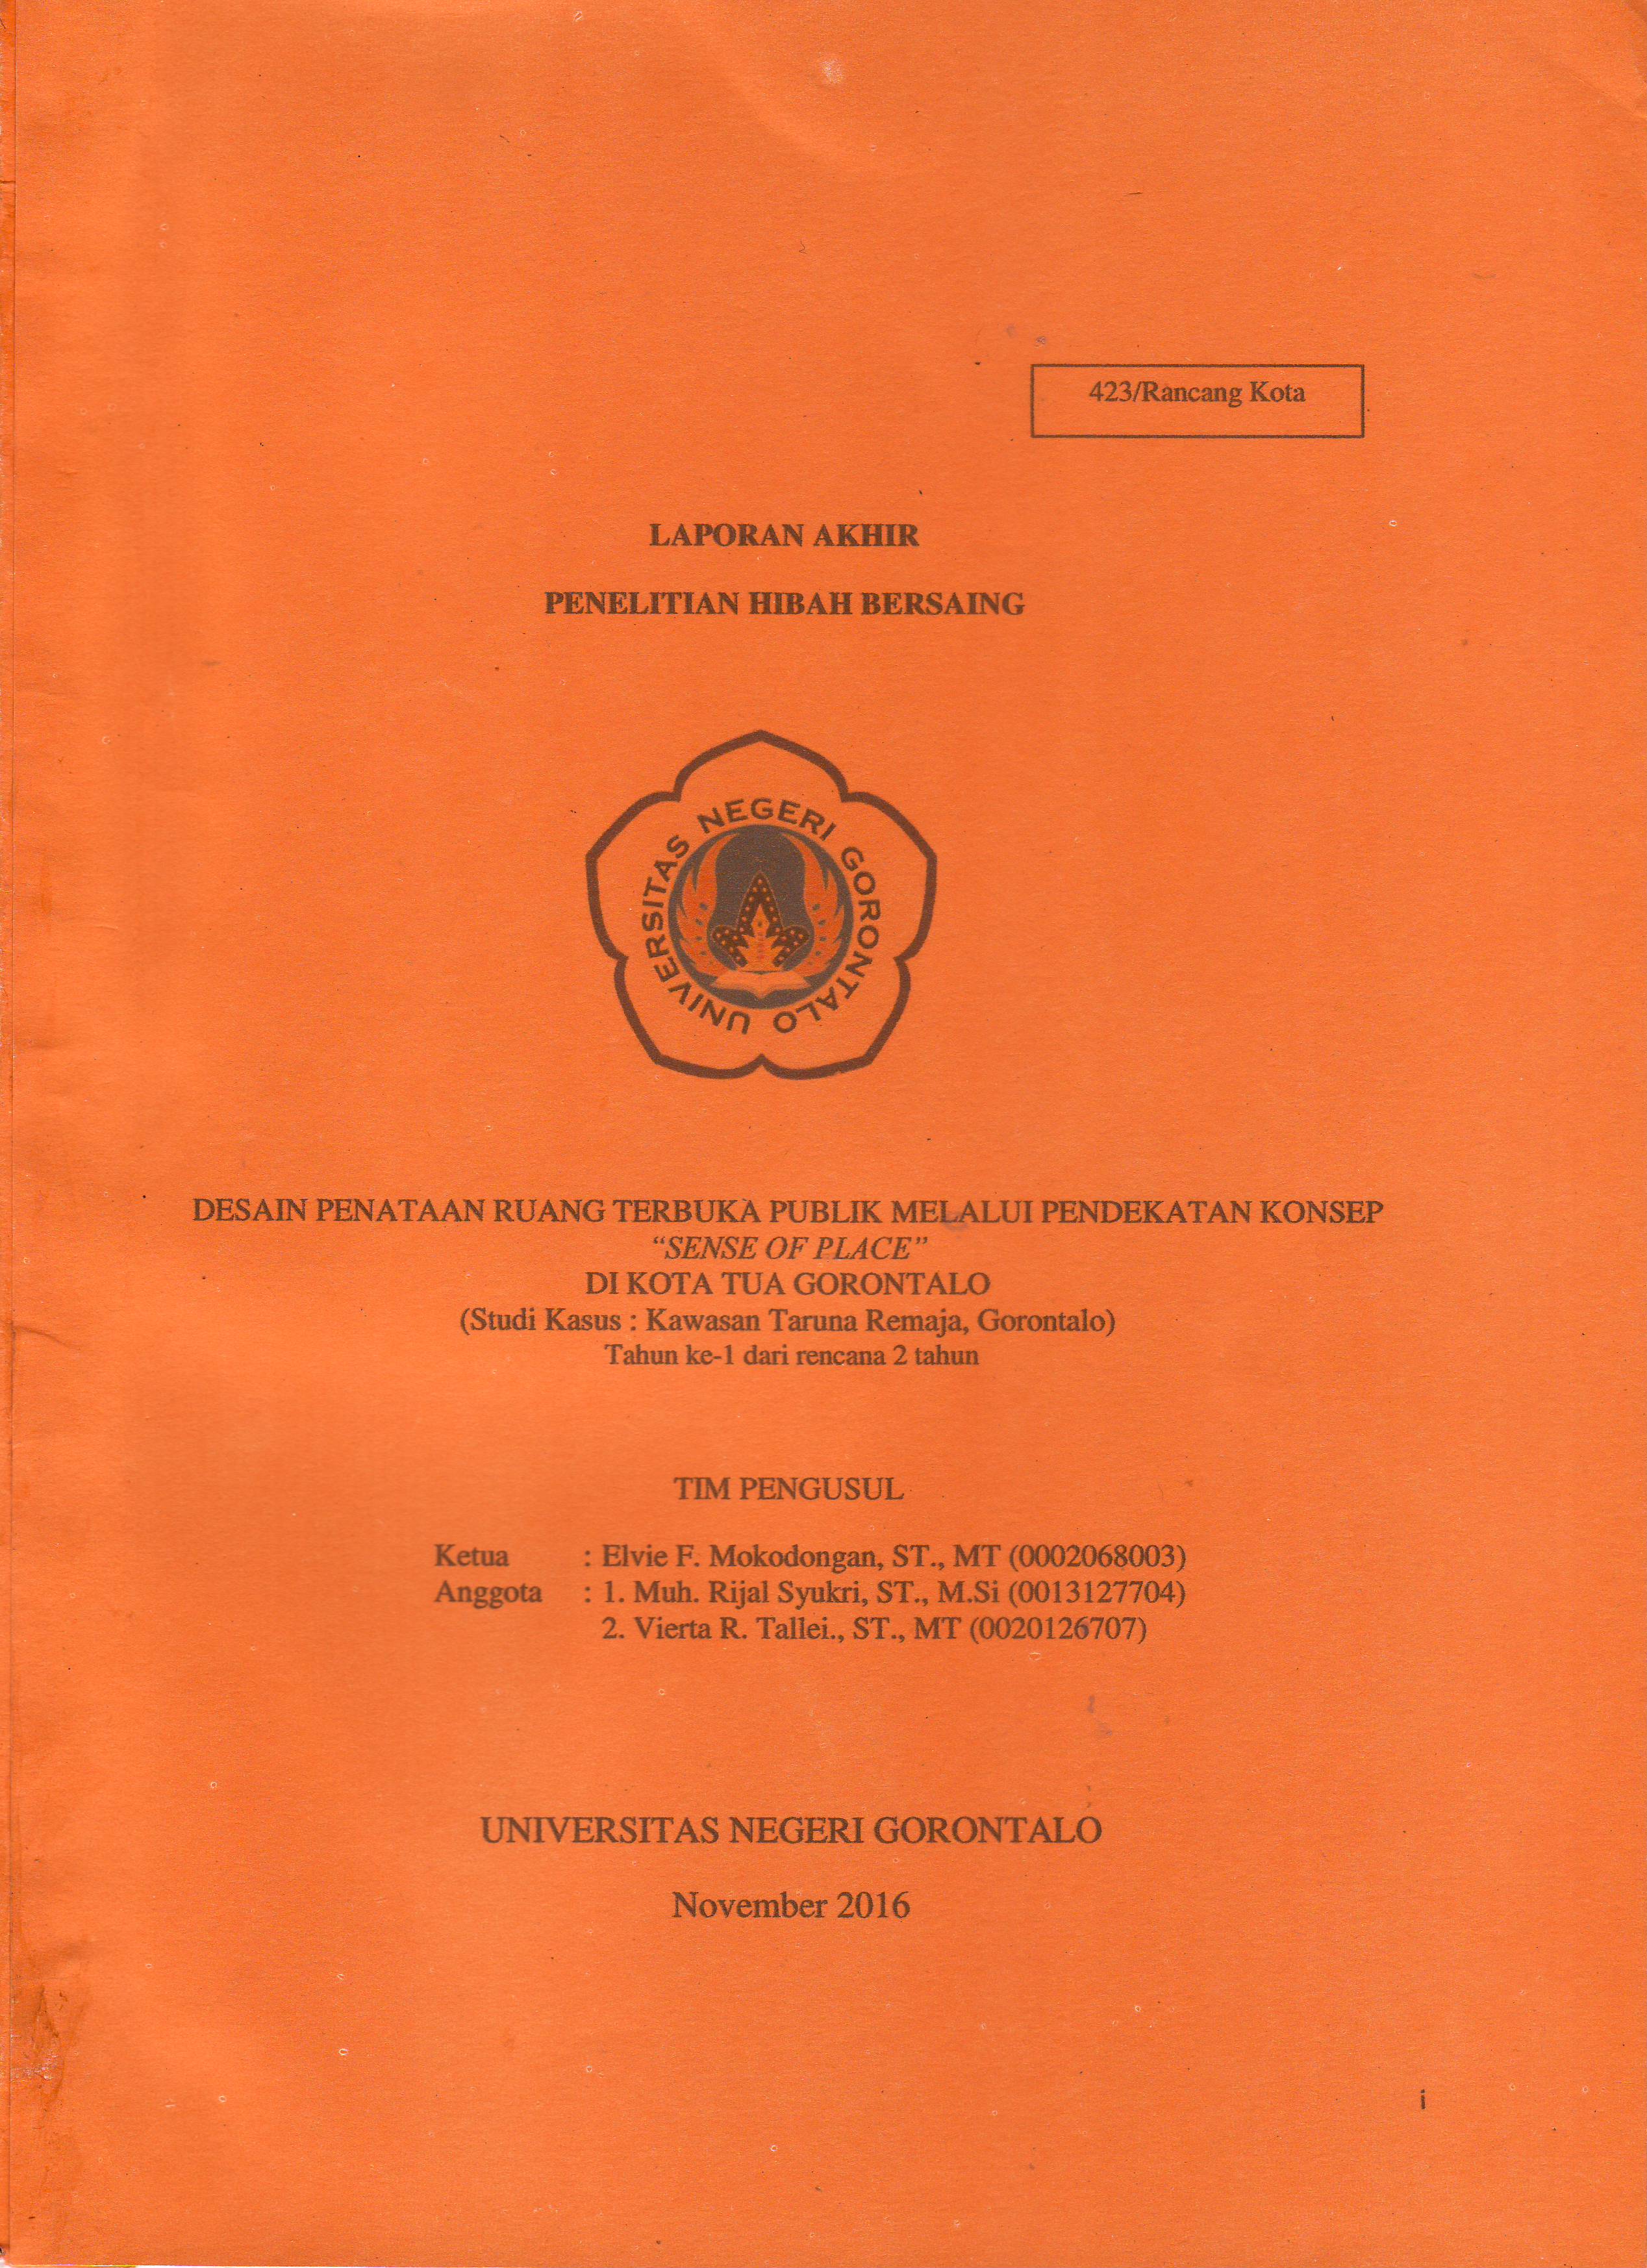 423/Rancang Kota
LAPORAN AKHIR
PENELITIAN HIBAH BERSAING
UNIVERSITAS NEGERI GORONTALO
DESAIN PENATAAN RUANG TERBUKA PUBLIK MELALUI PENDEKATAN KONSEP
“SENSE OF PLACE”
DI KOTA TUA GORONTALO
(Studi Kasus : Kawasan Taruna Remaja, Gorontalo)
Tahun ke-1 dari rencana 2 tahun
TIM PENGUSUL
Ketua : Elvie F. Mokodongan, ST., MT (0002068003)
Anggota : 1. Muh. Rijal Syukri, ST., M.Si (0013127704)
2. Vierta R. Tallei., ST., MT (0020126707)
UNIVERSITAS NEGERI GORONTALO
November 2016
i